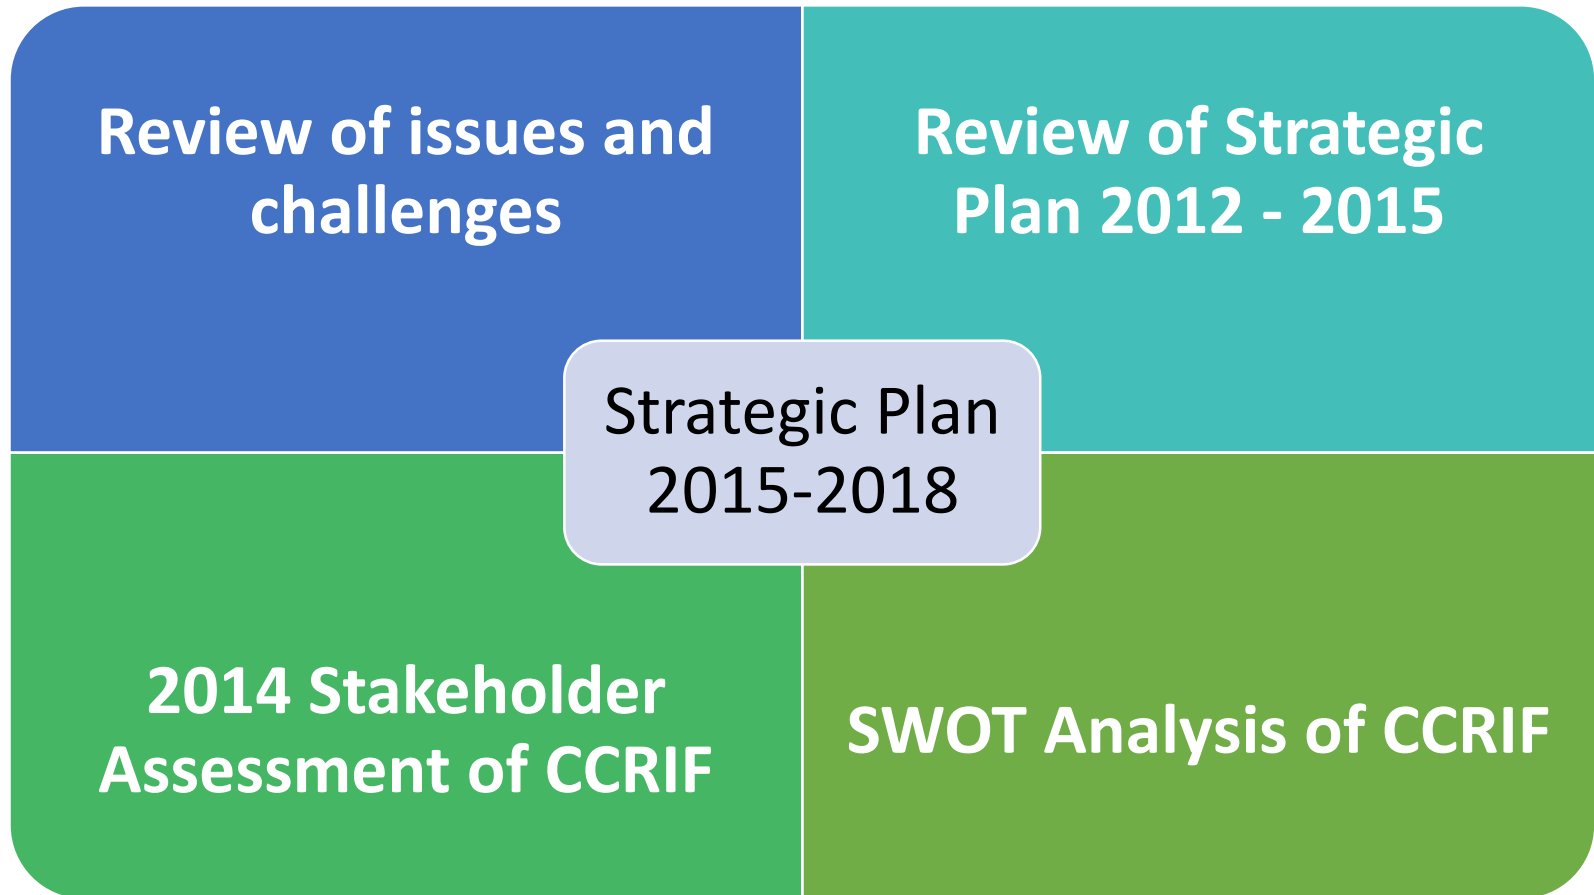 Review of issues and
challenges
Review of Strategic
Plan 2012 - 2015
Strategic Plan
2015-2018
2014 Stakeholder
Assessment of CCRIF
SWOT Analysis of CCRIF